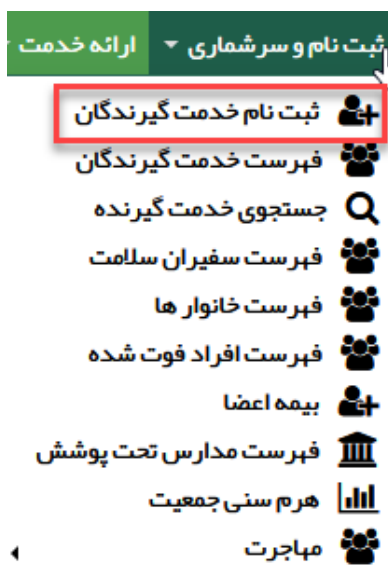 ثبت نام و سرشماری ارائه خدمت
ثبت نام خدمت گیرندگان
فهرست خدمت گیرندگان
جستجوی خدمت گیرنده
فهرست سفیران سلامت
فهرست خانوار ها
فهرست افراد فوت شده
بیمه اعضا
فهرست مدارس تحت پوشش
هرم سنی جمعیت
مهاجرت